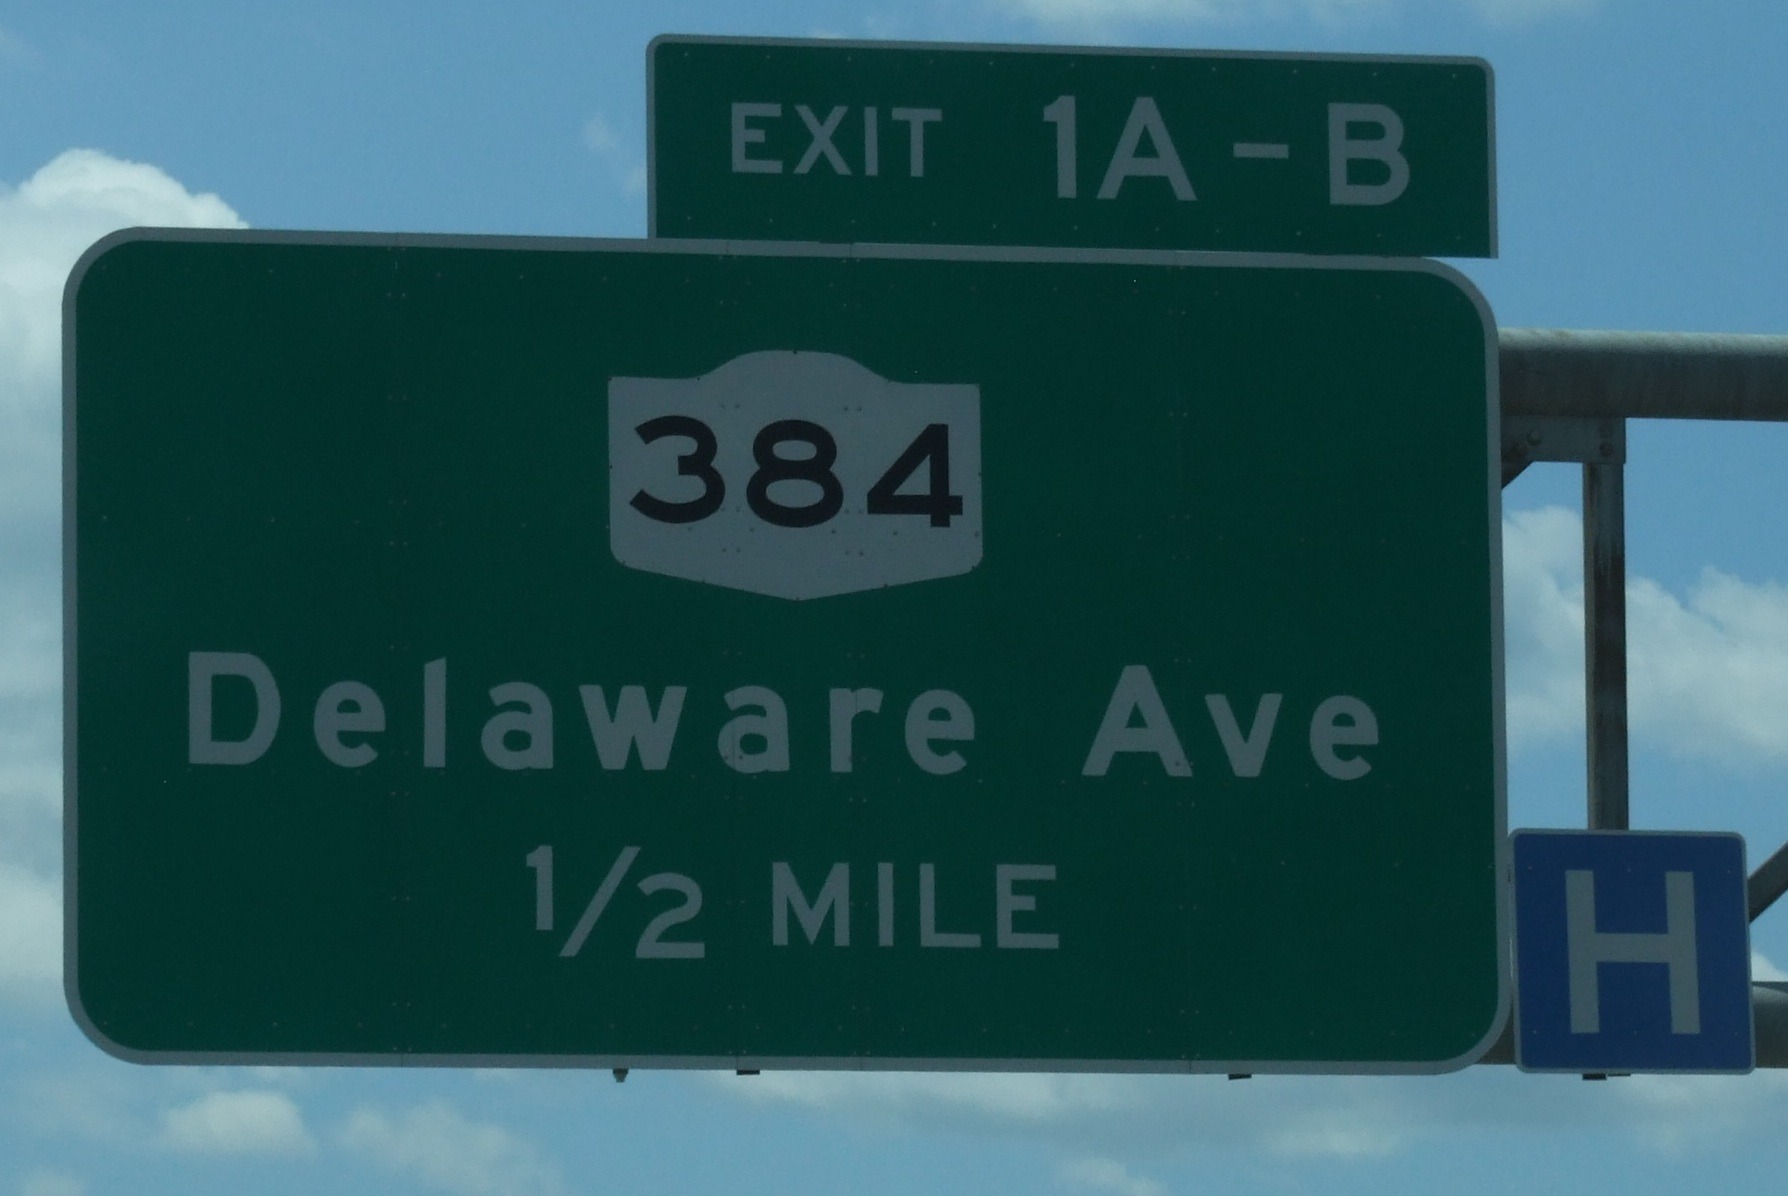 EXIT 1A-B
384
Delaware Ave
1/2 MILE
H